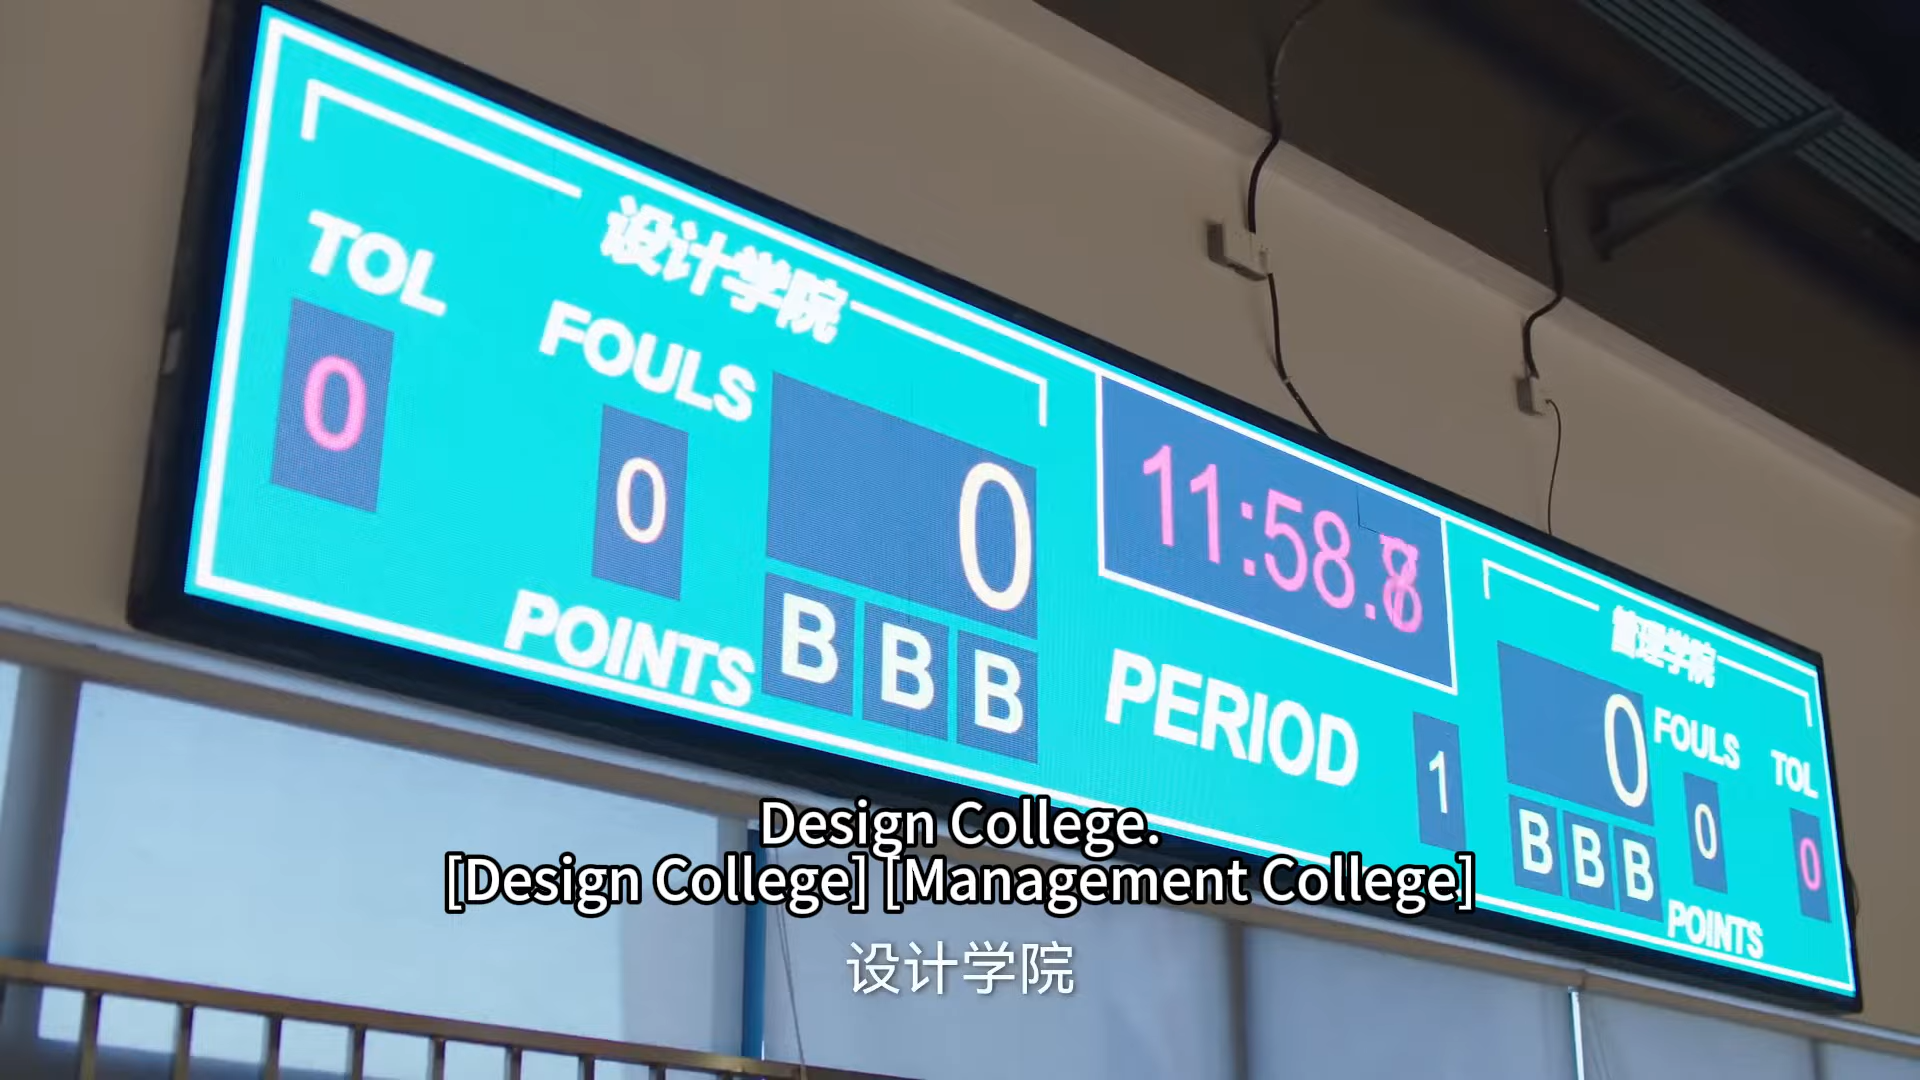 设计学院
TOL
FOULS
0
0
0
POINTS
B B B
11:58.8
PERIOD
1
管理学院
0
FOULS
TOL
0
0
B B B
POINTS
Design College.
[Design College] [Management College]
设计学院